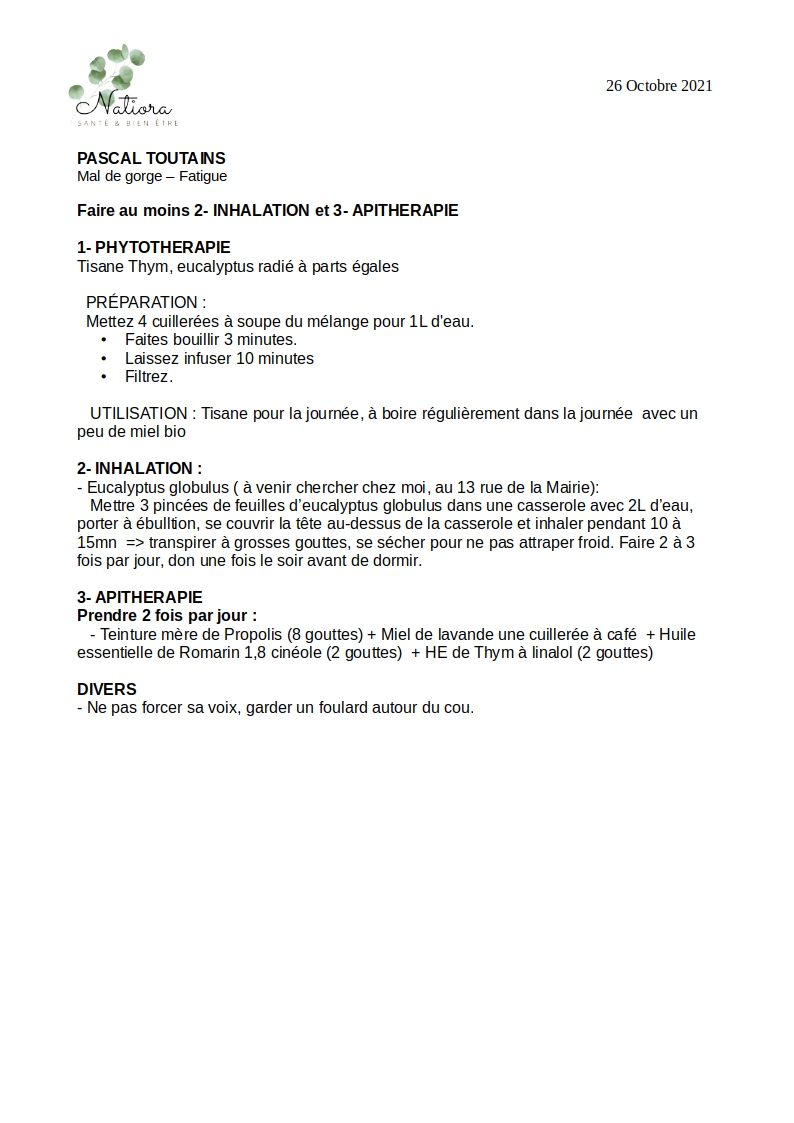 Natiora
SANTÉ & BIEN ÊTRE
26 Octobre 2021
PASCAL TOUTAINS
Mal de gorge – Fatigue
Faire au moins 2- INHALATION et 3- APITHERAPIE
1- PHYTOTHERAPIE
Tisane Thym, eucalyptus radié à parts égales
PRÉPARATION :
Mettez 4 cuillerées à soupe du mélange pour 1L d'eau.
• Faites bouillir 3 minutes.
• Laissez infuser 10 minutes
• Filtrez.
UTILISATION : Tisane pour la journée, à boire régulièrement dans la journée  avec un
peu de miel bio
2- INHALATION :
- Eucalyptus globulus ( à venir chercher chez moi, au 13 rue de la Mairie):
Mettre 3 pincées de feuilles d’eucalyptus globulus dans une casserole avec 2L d’eau,
porter à ébulltion, se couvrir la tête au-dessus de la casserole et inhaler pendant 10 à
15mn  => transpirer à grosses gouttes, se sécher pour ne pas attraper froid. Faire 2 à 3
fois par jour, don une fois le soir avant de dormir.
3- APITHERAPIE
Prendre 2 fois par jour :
- Teinture mère de Propolis (8 gouttes) + Miel de lavande une cuillerée à café  + Huile
essentielle de Romarin 1,8 cinéole (2 gouttes)  + HE de Thym à linalol (2 gouttes)
DIVERS
- Ne pas forcer sa voix, garder un foulard autour du cou.